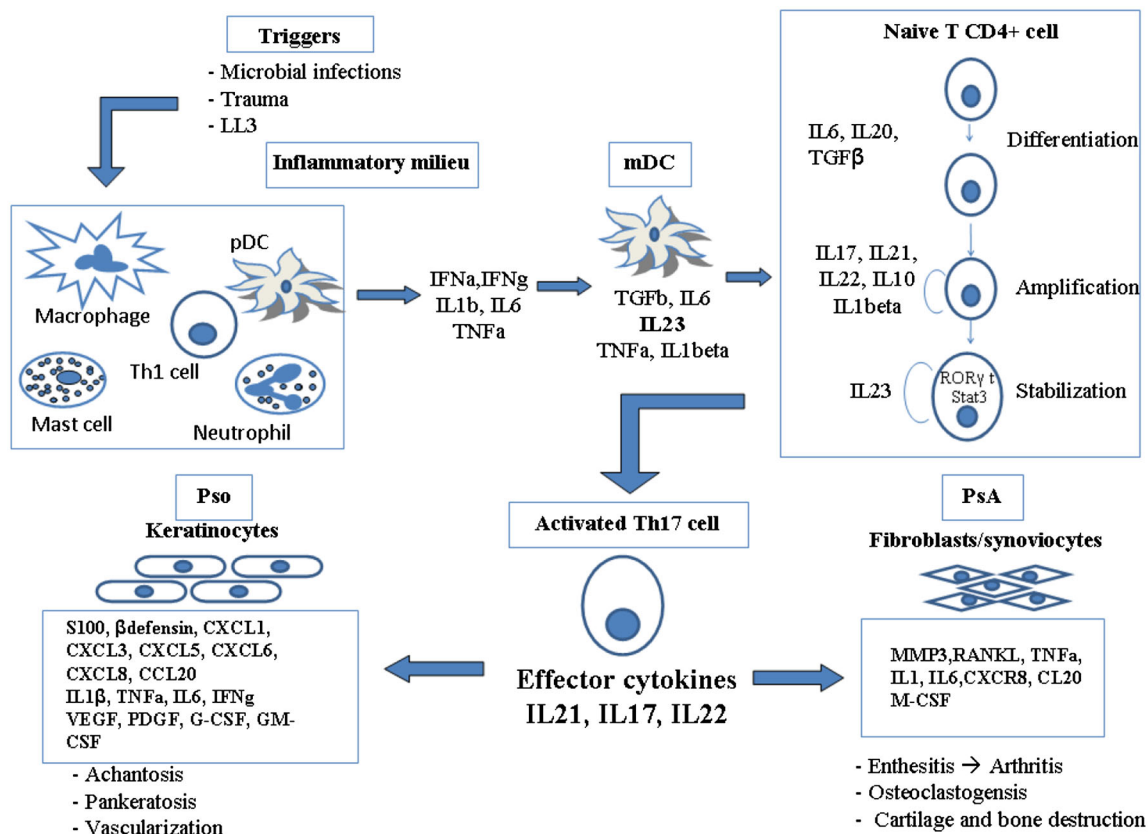 Triggers
- Microbial infections
- Trauma
- LL3
Inflammatory milieu
Macrophage
pDC
Th1 cell
Mast cell
Neutrophil
IFNa,IFNg
IL1b, IL6
TNFa
mDC
TGFb, IL6
IL23
TNFa, IL1beta
Naive T CD4+ cell
IL6, IL20,
TGFβ
Differentiation
IL17, IL21,
IL22, IL10
IL1beta
Amplification
IL23
RORγ t
Stat3
Stabilization
Pso
Keratinocytes
S100, βdefensin, CXCL1,
CXCL3, CXCL5, CXCL6,
CXCL8, CCL20
IL1β, TNFa, IL6, IFNg
VEGF, PDGF, G-CSF, GM-
CSF
- Achantosis
- Pankeratosis
- Vascularization
Activated Th17 cell
Effector cytokines
IL21, IL17, IL22
PsA
Fibroblasts/synoviocytes
MMP3,RANKL, TNFa,
IL1, IL6,CXCR8, CL20
M-CSF
- Enthesitis → Arthritis
- Osteoclastogensis
- Cartilage and bone destruction